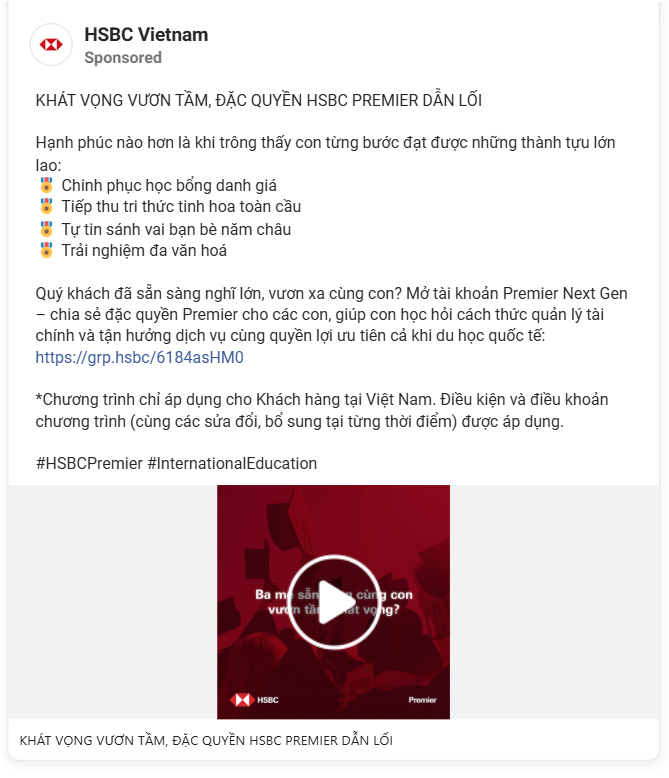 HSBC Vietnam
Sponsored
KHÁT VỌNG VƯƠN TẦM, ĐẶC QUYỀN HSBC PREMIER DẪN LỐI
Hạnh phúc nào hơn là khi trông thấy con từng bước đạt được những thành tựu lớn
lao:
🏅 Chinh phục học bổng danh giá
🏅 Tiếp thu tri thức tinh hoa toàn cầu
🏅 Tự tin sánh vai bạn bè năm châu
🏅 Trải nghiệm đa văn hoá
Quý khách đã sẵn sàng nghĩ lớn, vươn xa cùng con? Mở tài khoản Premier Next Gen
– chia sẻ đặc quyền Premier cho các con, giúp con học hỏi cách thức quản lý tài
chính và tận hưởng dịch vụ cùng quyền lợi ưu tiên cả khi du học quốc tế:
https://grp.hsbc/6184asHM0
*Chương trình chỉ áp dụng cho Khách hàng tại Việt Nam. Điều kiện và điều khoản
chương trình (cùng các sửa đổi, bổ sung tại từng thời điểm) được áp dụng.
#HSBCPremier #InternationalEducation
Ba mẹ sẵn sàng cùng con
vươn tầm khát vọng?
HSBC
Premier
KHÁT VỌNG VƯƠN TẦM, ĐẶC QUYỀN HSBC PREMIER DẪN LỐI